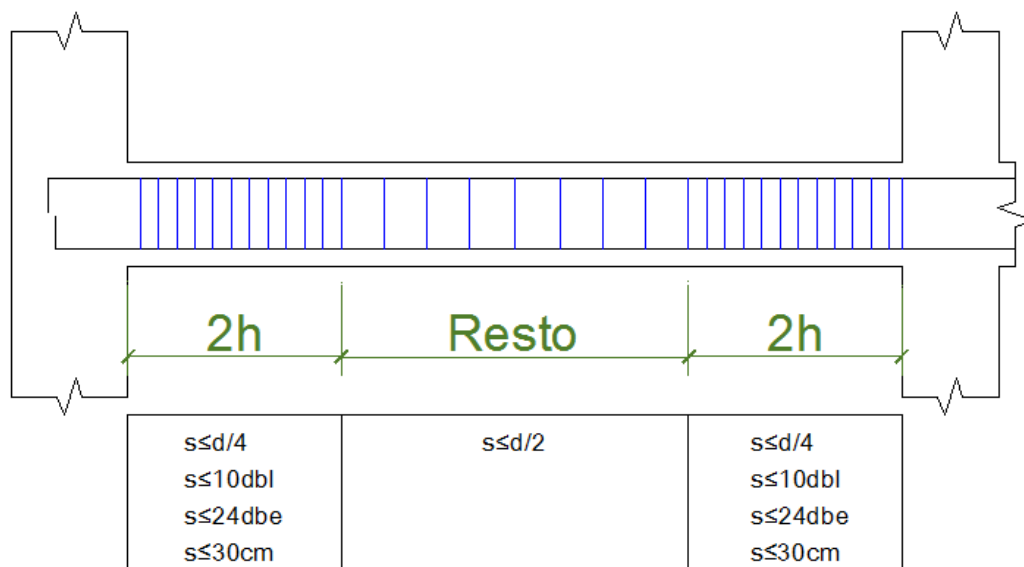 2h Resto 2h
s≤d/4 s≤d/2 s≤d/4
s≤10dbl s≤10dbl
s≤24dbe s≤24dbe
s≤30cm s≤30cm